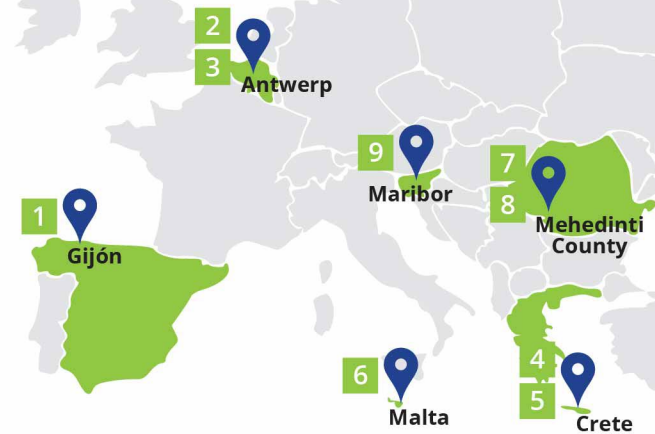 2
3
Antwerp
9
Maribor
7
8
Mehedinti
County
1
Gijón
6
Malta
4
5
Crete